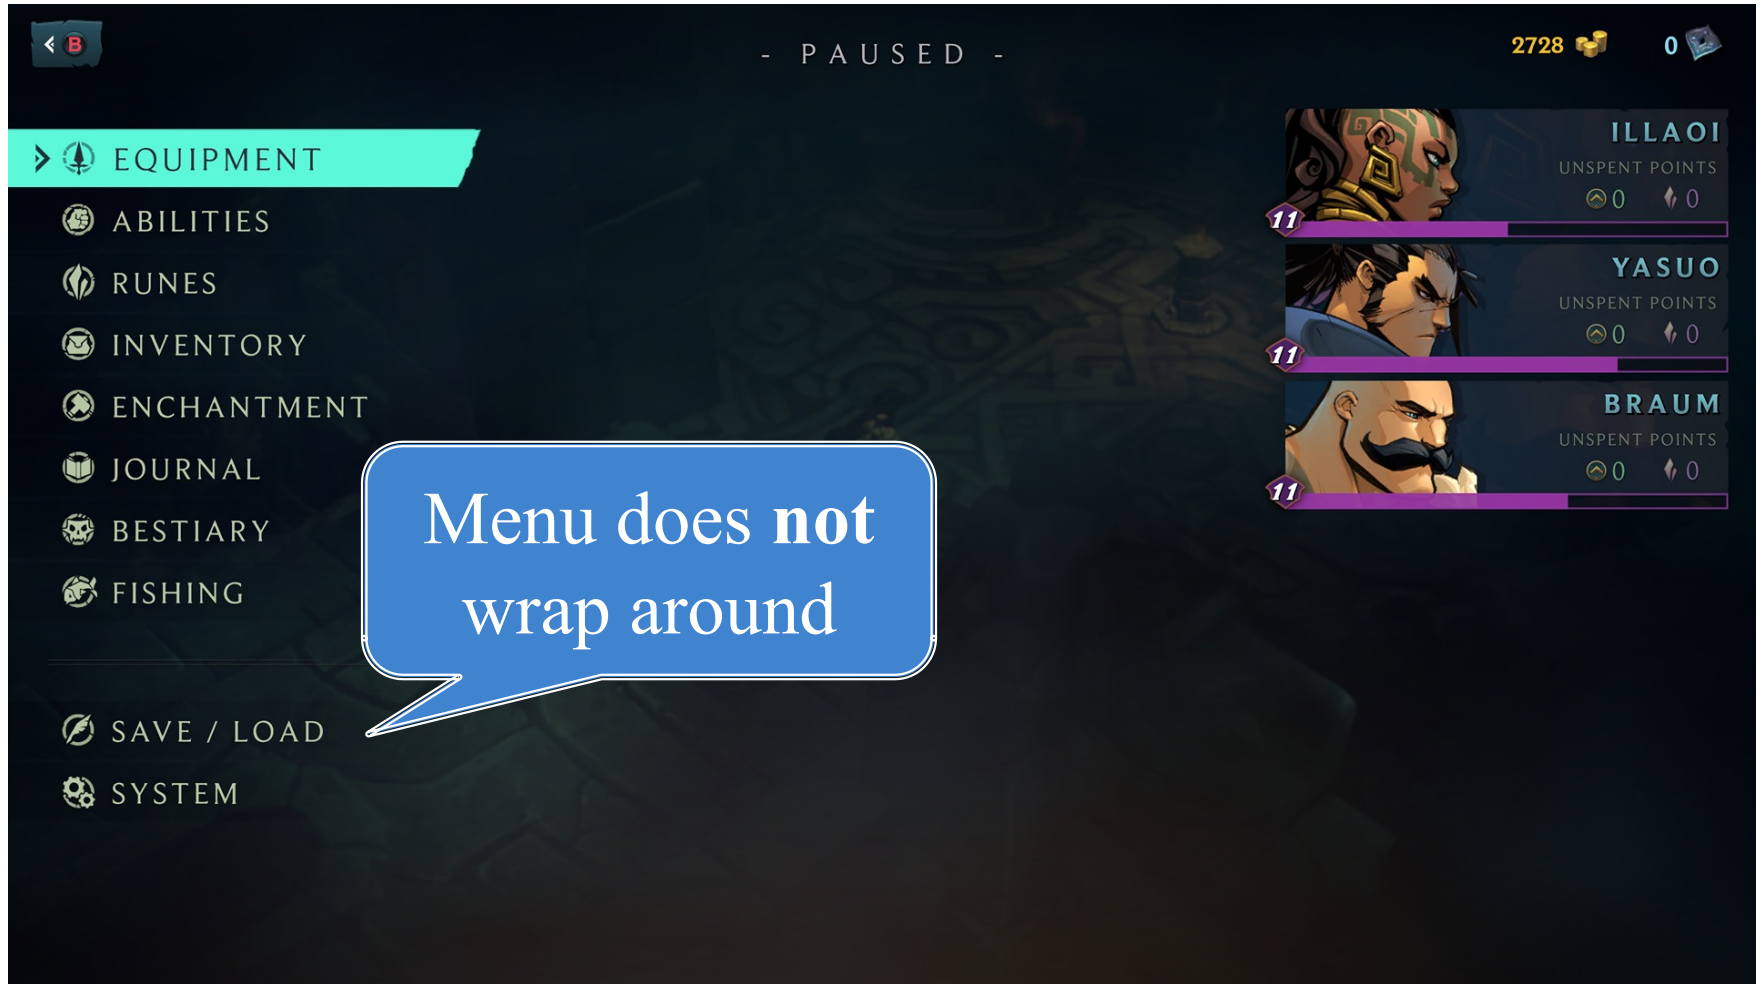 B
- PAUSED -
2728
0
EQUIPMENT
ABILITIES
RUNES
INVENTORY
ENCHANTMENT
JOURNAL
BESTIARY
FISHING
SAVE / LOAD
SYSTEM
Menu does not
wrap around
ILLAOI
UNSPENT POINTS
0 0
11
YASUO
UNSPENT POINTS
0 0
11
BRAUM
UNSPENT POINTS
0 0
11